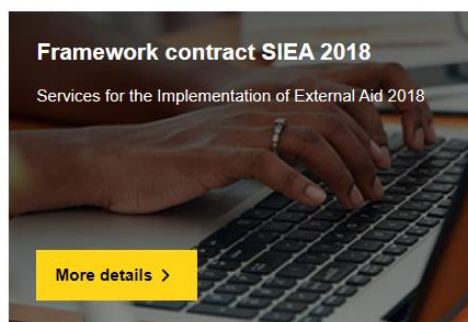 Framework contract SIEA 2018
Services for the Implementation of External Aid 2018
More details >